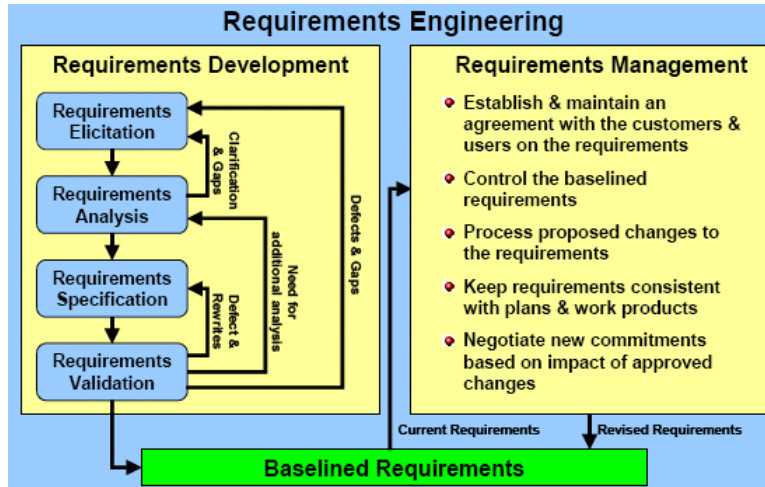 Requirements Engineering
Requirements Development
Requirements
Elicitation
Requirements
Analysis
Requirements
Specification
Requirements
Validation
Clarification
& Gaps
Defect &
Rewrites
Need for
additional analysis
Defects & Gaps
Requirements Management
Establish & maintain an
agreement with the customers &
users on the requirements
Control the baselined
requirements
Process proposed changes to
the requirements
Keep requirements consistent
with plans & work products
Negotiate new commitments
based on impact of approved
changes
Current Requirements
Revised Requirements
Baselined Requirements